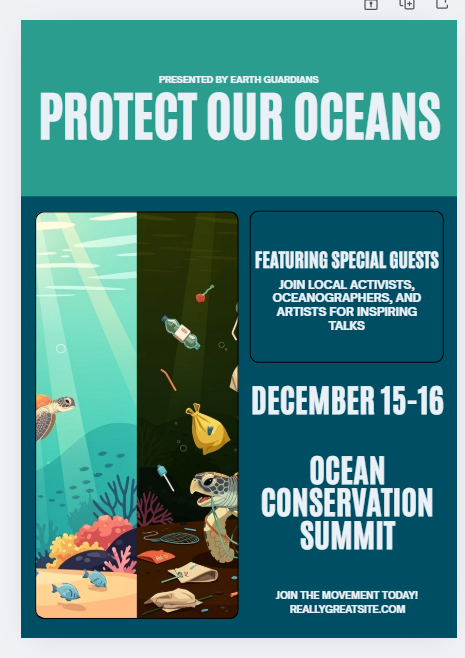 PRESENTED BY EARTH GUARDIANS
PROTECT OUR OCEANS
FEATURING SPECIAL GUESTS
JOIN LOCAL ACTIVISTS,
OCEANOGRAPHERS, AND
ARTISTS FOR INSPIRING
TALKS
DECEMBER 15-16
OCEAN
CONSERVATION
SUMMIT
JOIN THE MOVEMENT TODAY!
REALLYGREATSITE.COM